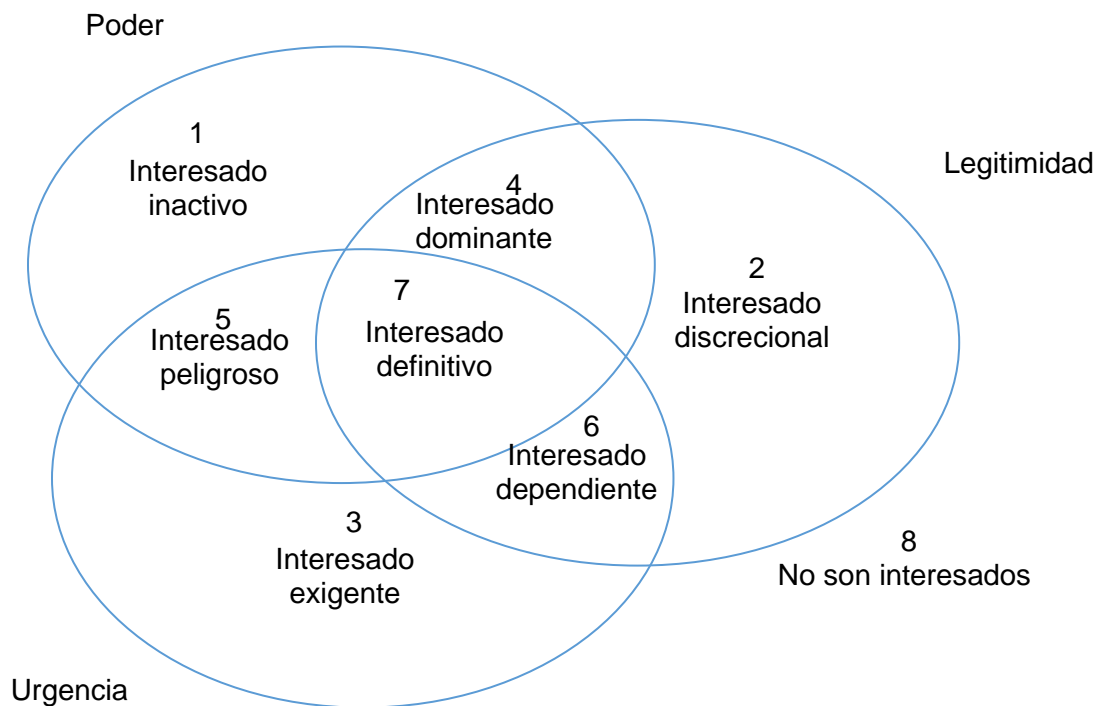 Poder
1
Interesado
inactivo
Legitimidad
4
Interesado
dominante
2
Interesado
discrecional
5
Interesado
peligroso
7
Interesado
definitivo
6
Interesado
dependiente
3
Interesado
exigente
8
No son interesados
Urgencia